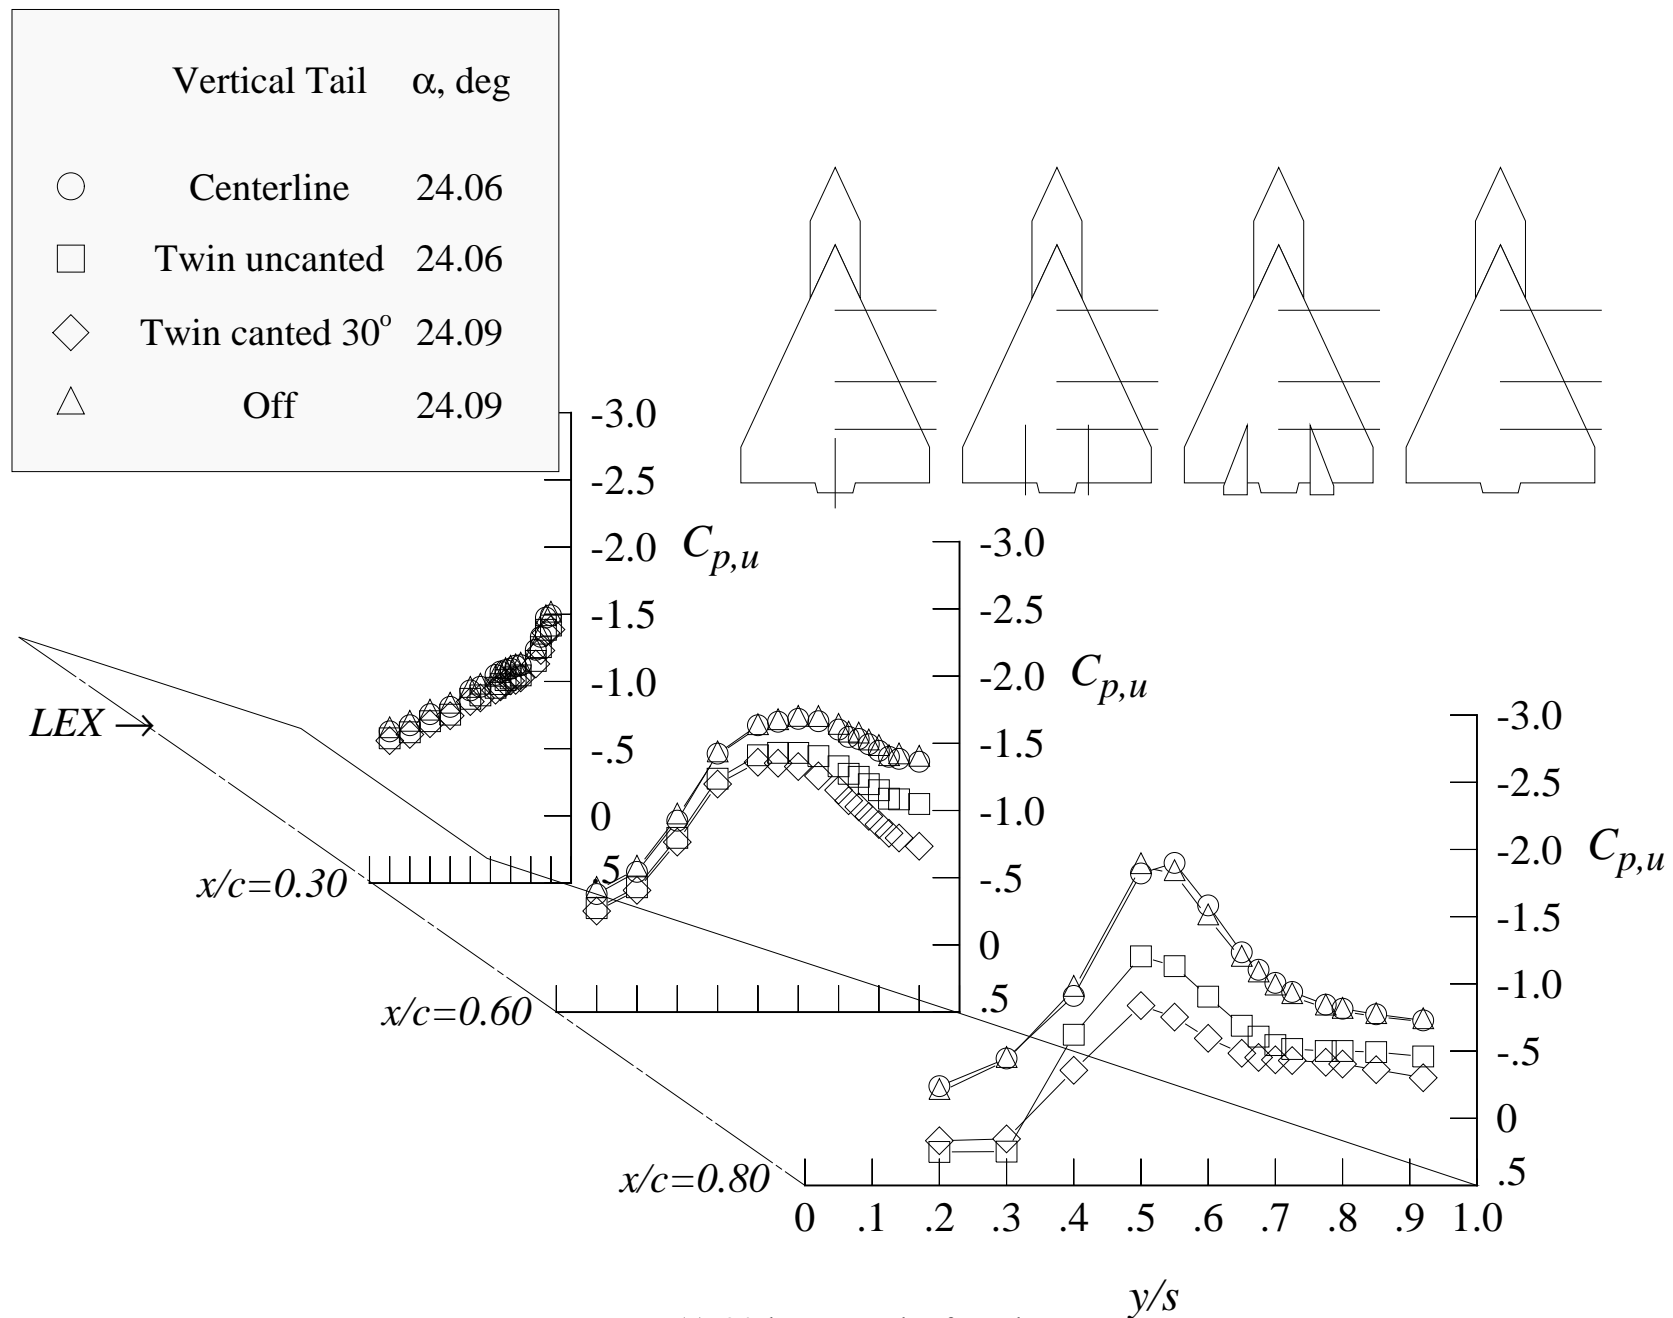 Vertical Tail α, deg
Centerline 24.06
Twin uncanted 24.06
Twin canted 30° 24.09
Off 24.09
-3.0
-2.5
-2.0
-1.5
-1.0
-.5
0
.5
Cp,u
LEX →
x/c=0.30
-3.0
-2.5
-2.0
-1.5
-1.0
-.5
0
.5
Cp,u
x/c=0.60
-3.0
-2.5
-2.0
-1.5
-1.0
-.5
0
.5
Cp,u
x/c=0.80
0 .1 .2 .3 .4 .5 .6 .7 .8 .9 1.0
y/s